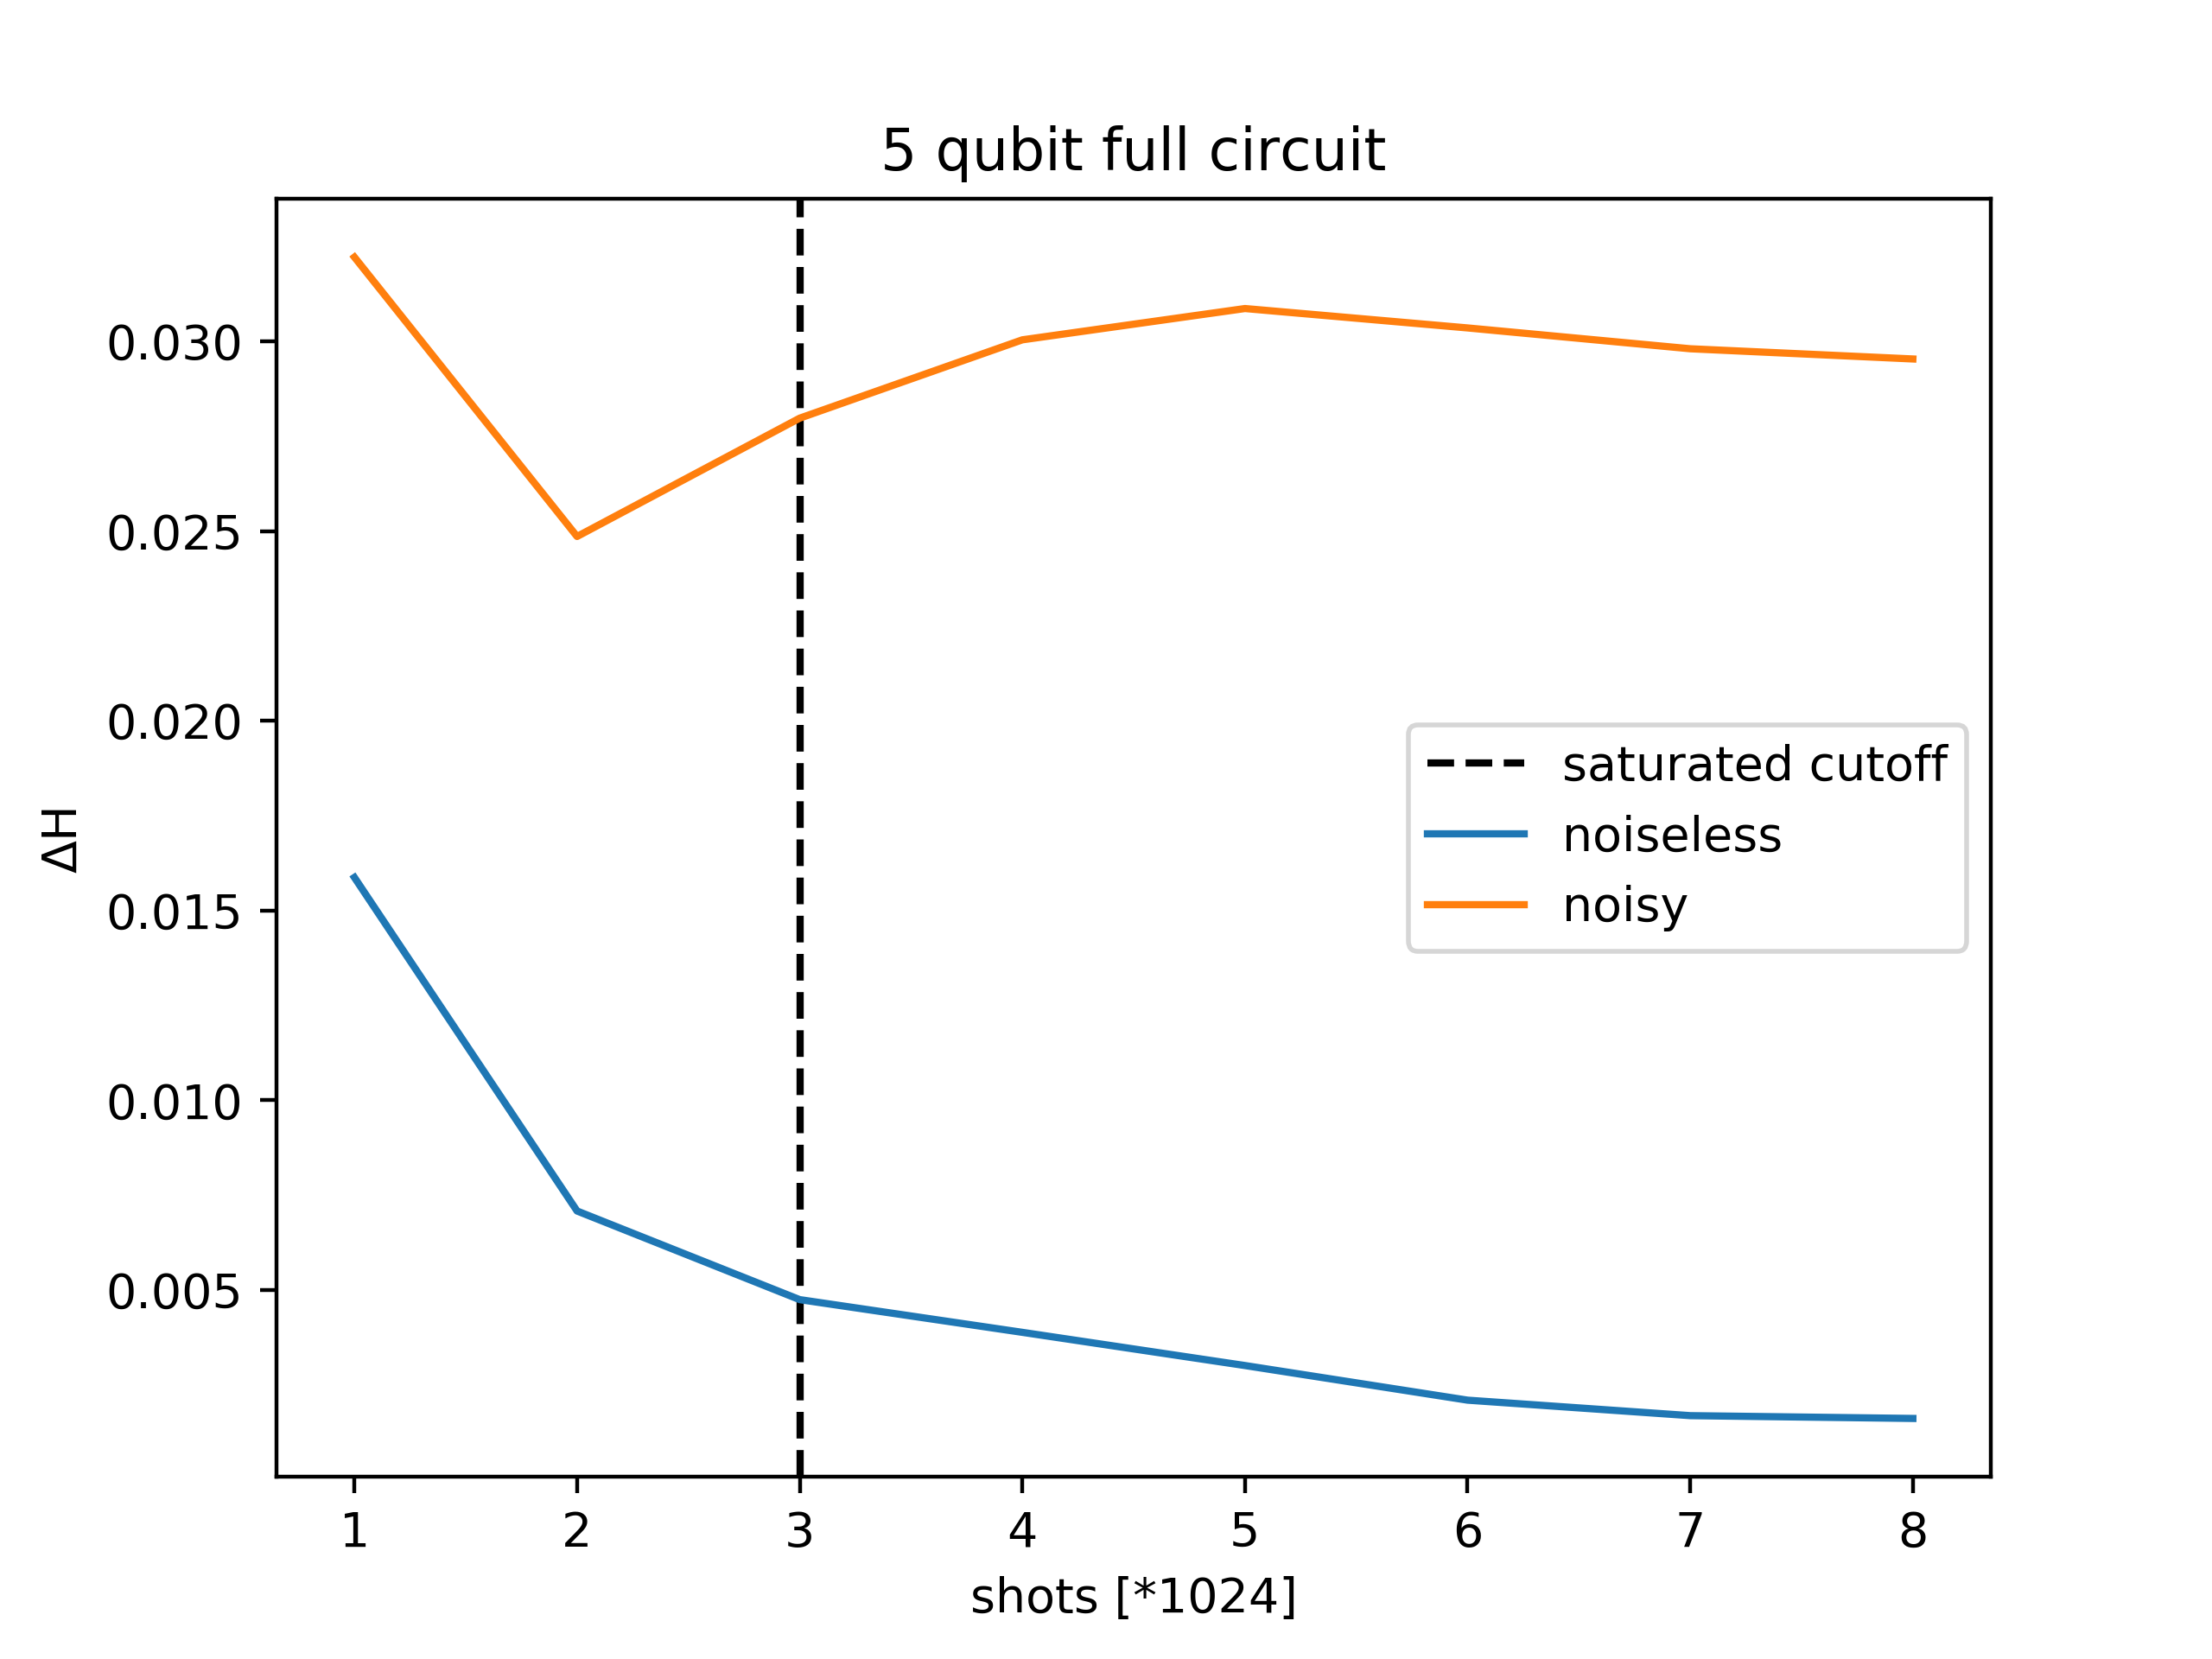 5 qubit full circuit
ΔH
0.030
0.025
0.020
0.015
0.010
0.005
saturated cutoff
noiseless
noisy
1 2 3 4 5 6 7 8
shots [*1024]